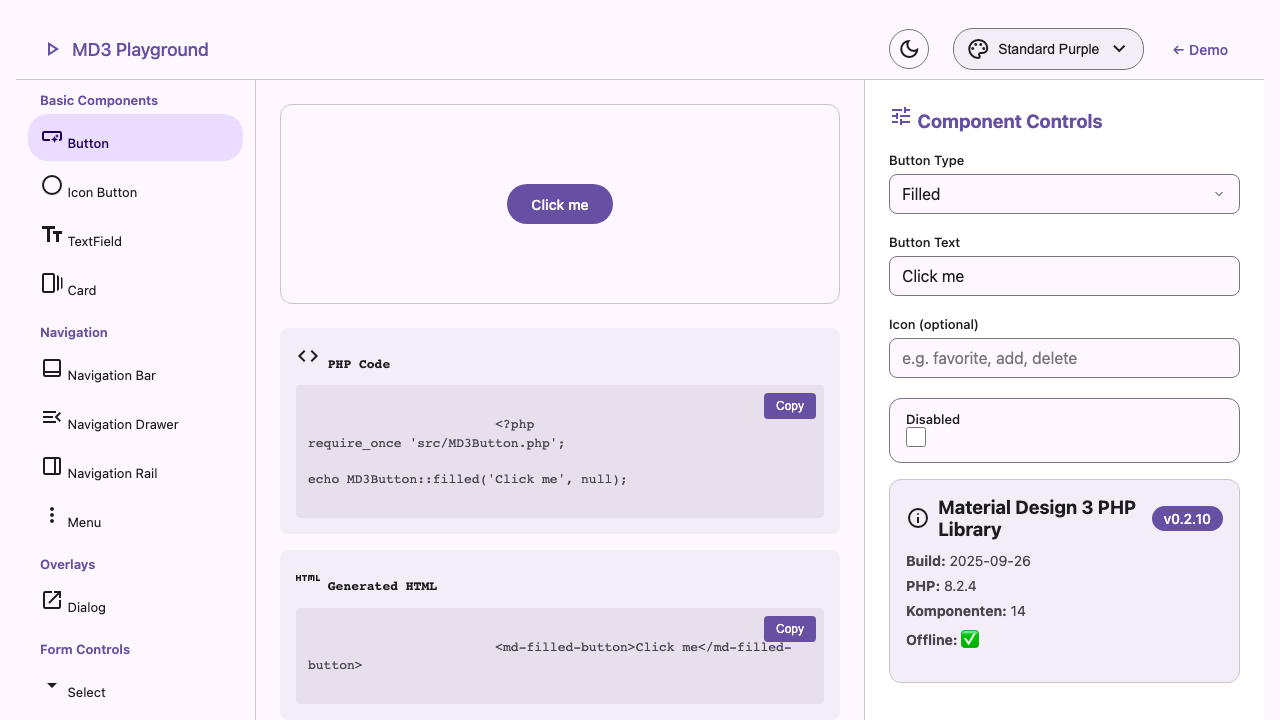 MD3 Playground
Standard Purple
← Demo
Basic Components
Button
Icon Button
TextField
Card
Navigation
Navigation Bar
Navigation Drawer
Navigation Rail
Menu
Overlays
Dialog
Form Controls
Select
Click me
PHP Code
Copy
<?php
require_once 'src/MD3Button.php';
echo MD3Button::filled('Click me', null);
HTML Generated HTML
Copy
<md-filled-button>Click me</md-filled-
button>
Component Controls
Button Type
Filled
Button Text
Click me
Icon (optional)
e.g. favorite, add, delete
Disabled
Material Design 3 PHP
Library
v0.2.10
Build: 2025-09-26
PHP: 8.2.4
Komponenten: 14
Offline: ✅